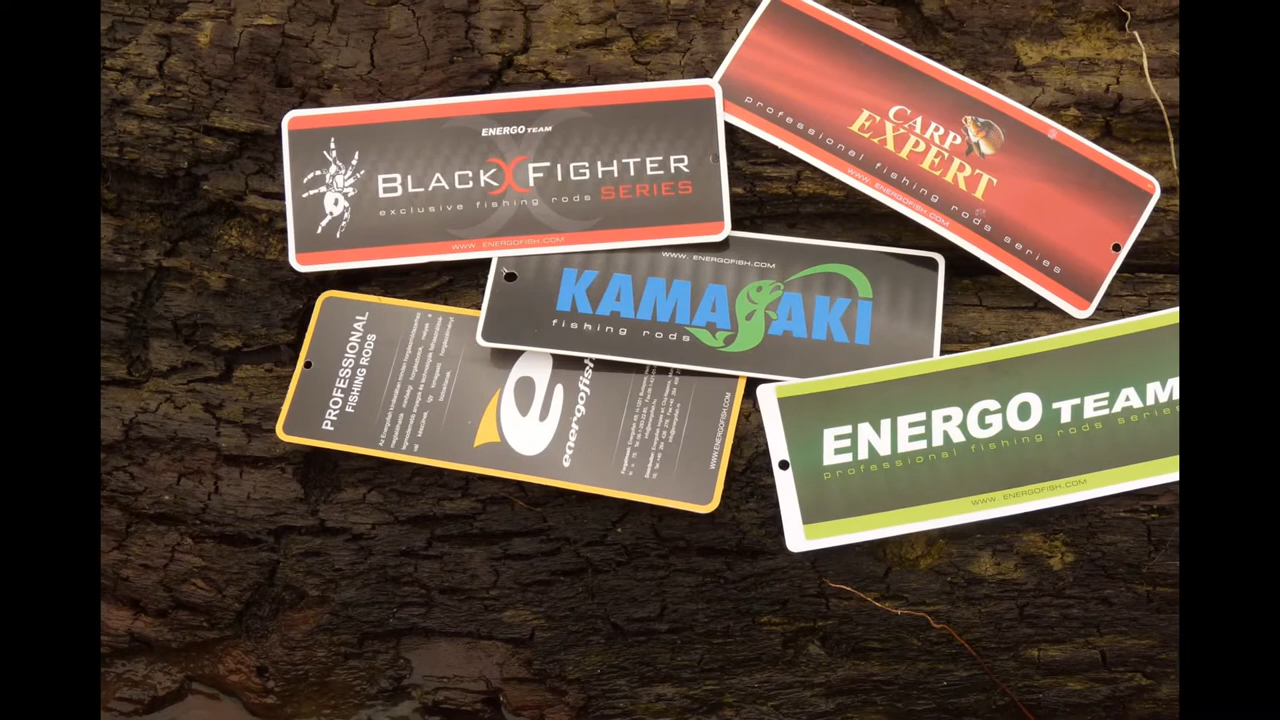 ENERGO TEAM
BLACKXFIGHTER
exclusive fishing rods SERIES
WWW. ENERGOFISH.COM
CARP
EXPERT
professional fishing rods series
WWW. ENERGOFISH.COM
WWW. ENERGOFISH.COM
KAMASAKI
fishing rods
PROFESSIONAL
FISHING RODS
e
energofish
WWW.ENERGOFISH.COM
ENERGO TEAM
professional fishing rods series
WWW. ENERGOFISH.COM